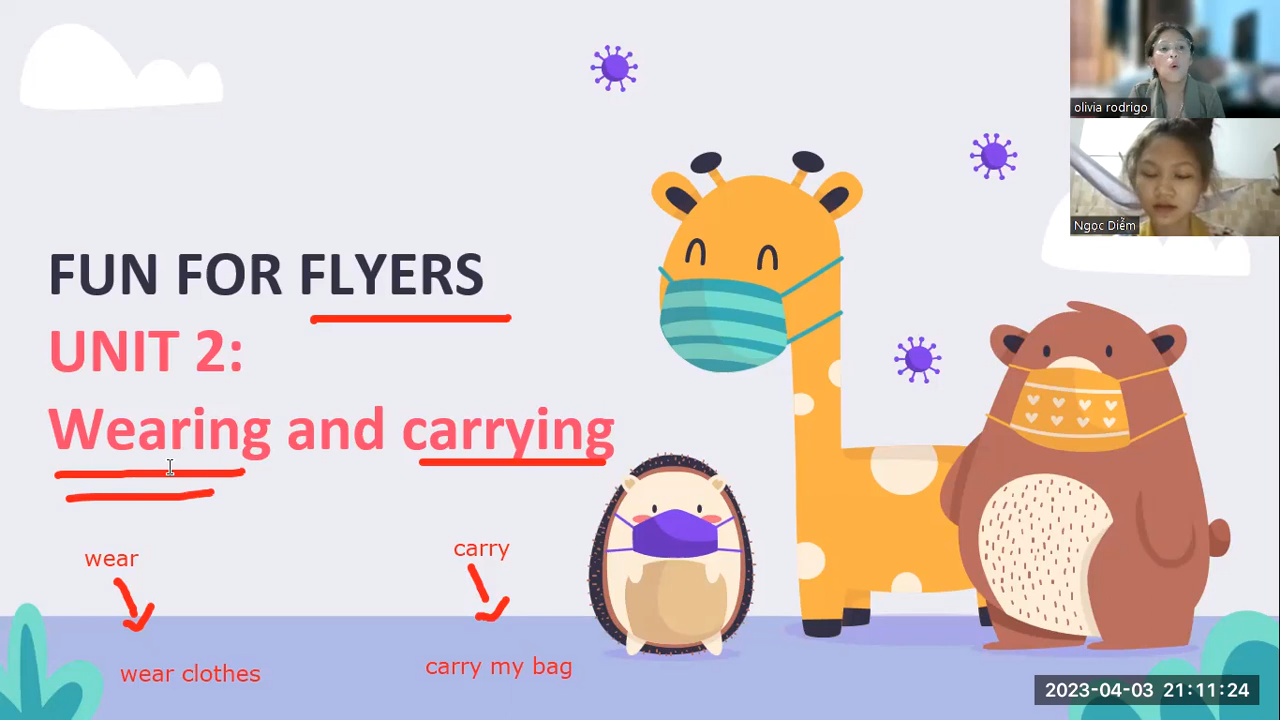 olivia rodrigo
Ngọc Diễm
FUN FOR FLYERS
UNIT 2:
Wearing and carrying
wear
carry
wear clothes
carry my bag
2023-04-03 21:11:24